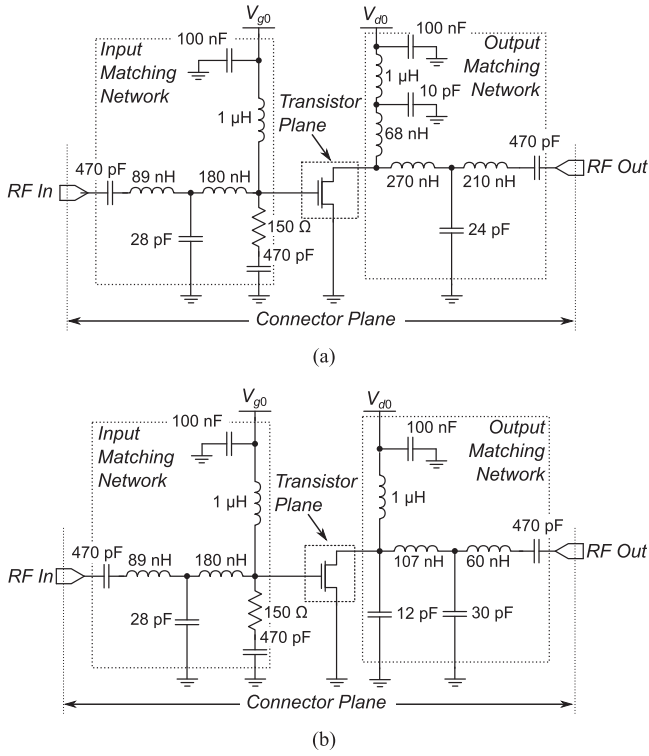 V_g0
V_d0
100 nF
100 nF
Input
Matching
Network
Output
Matching
Network
1 μH
10 pF
1 μH
Transistor
Plane
68 nH
470 pF
89 nH
180 nH
470 pF
RF In
RF Out
270 nH
210 nH
150 Ω
28 pF
470 pF
24 pF
Connector Plane
(a)
V_g0
V_d0
100 nF
100 nF
Input
Matching
Network
Output
Matching
Network
Transistor
Plane
1 μH
1 μH
470 pF
470 pF
89 nH
180 nH
RF In
RF Out
107 nH
60 nH
150 Ω
28 pF
470 pF
12 pF
30 pF
Connector Plane
(b)